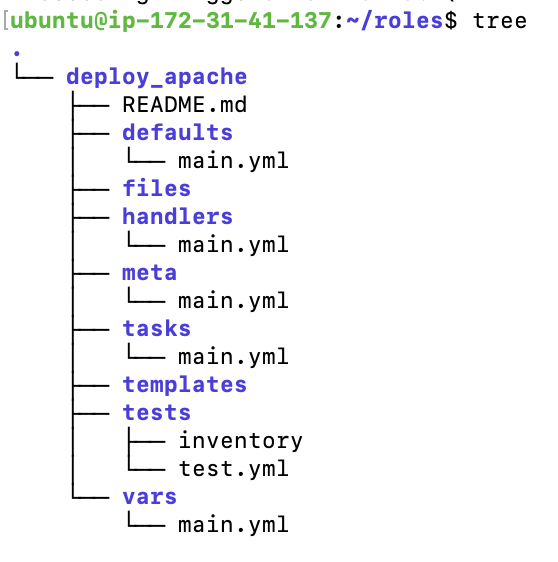 [ubuntu@ip-172-31-41-137:~/roles$ tree
.
└── deploy_apache
    ├── README.md
    ├── defaults
    │   └── main.yml
    ├── files
    ├── handlers
    │   └── main.yml
    ├── meta
    │   └── main.yml
    ├── tasks
    │   └── main.yml
    ├── templates
    ├── tests
    │   ├── inventory
    │   └── test.yml
    └── vars
        └── main.yml